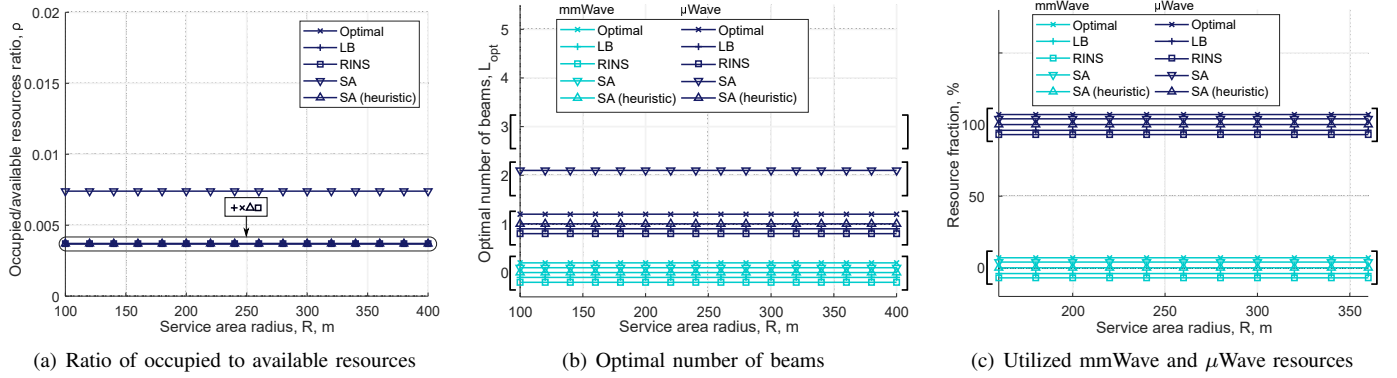 0.02
0.015
0.01
0.005
0
100 150 200 250 300 350 400
Occupied/available resources ratio, ρ
Service area radius, R, m
Optimal
LB
RINS
SA
SA (heuristic)
(a) Ratio of occupied to available resources
mmWave μWave
Optimal Optimal
LB LB
RINS RINS
SA SA
SA (heuristic) SA (heuristic)
5
4
3
2
1
0
100 150 200 250 300 350 400
Optimal number of beams, L_opt
Service area radius, R, m
(b) Optimal number of beams
mmWave μWave
Optimal Optimal
LB LB
RINS RINS
SA SA
SA (heuristic) SA (heuristic)
100
50
0
200 250 300 350
Resource fraction, %
Service area radius, R, m
(c) Utilized mmWave and μWave resources